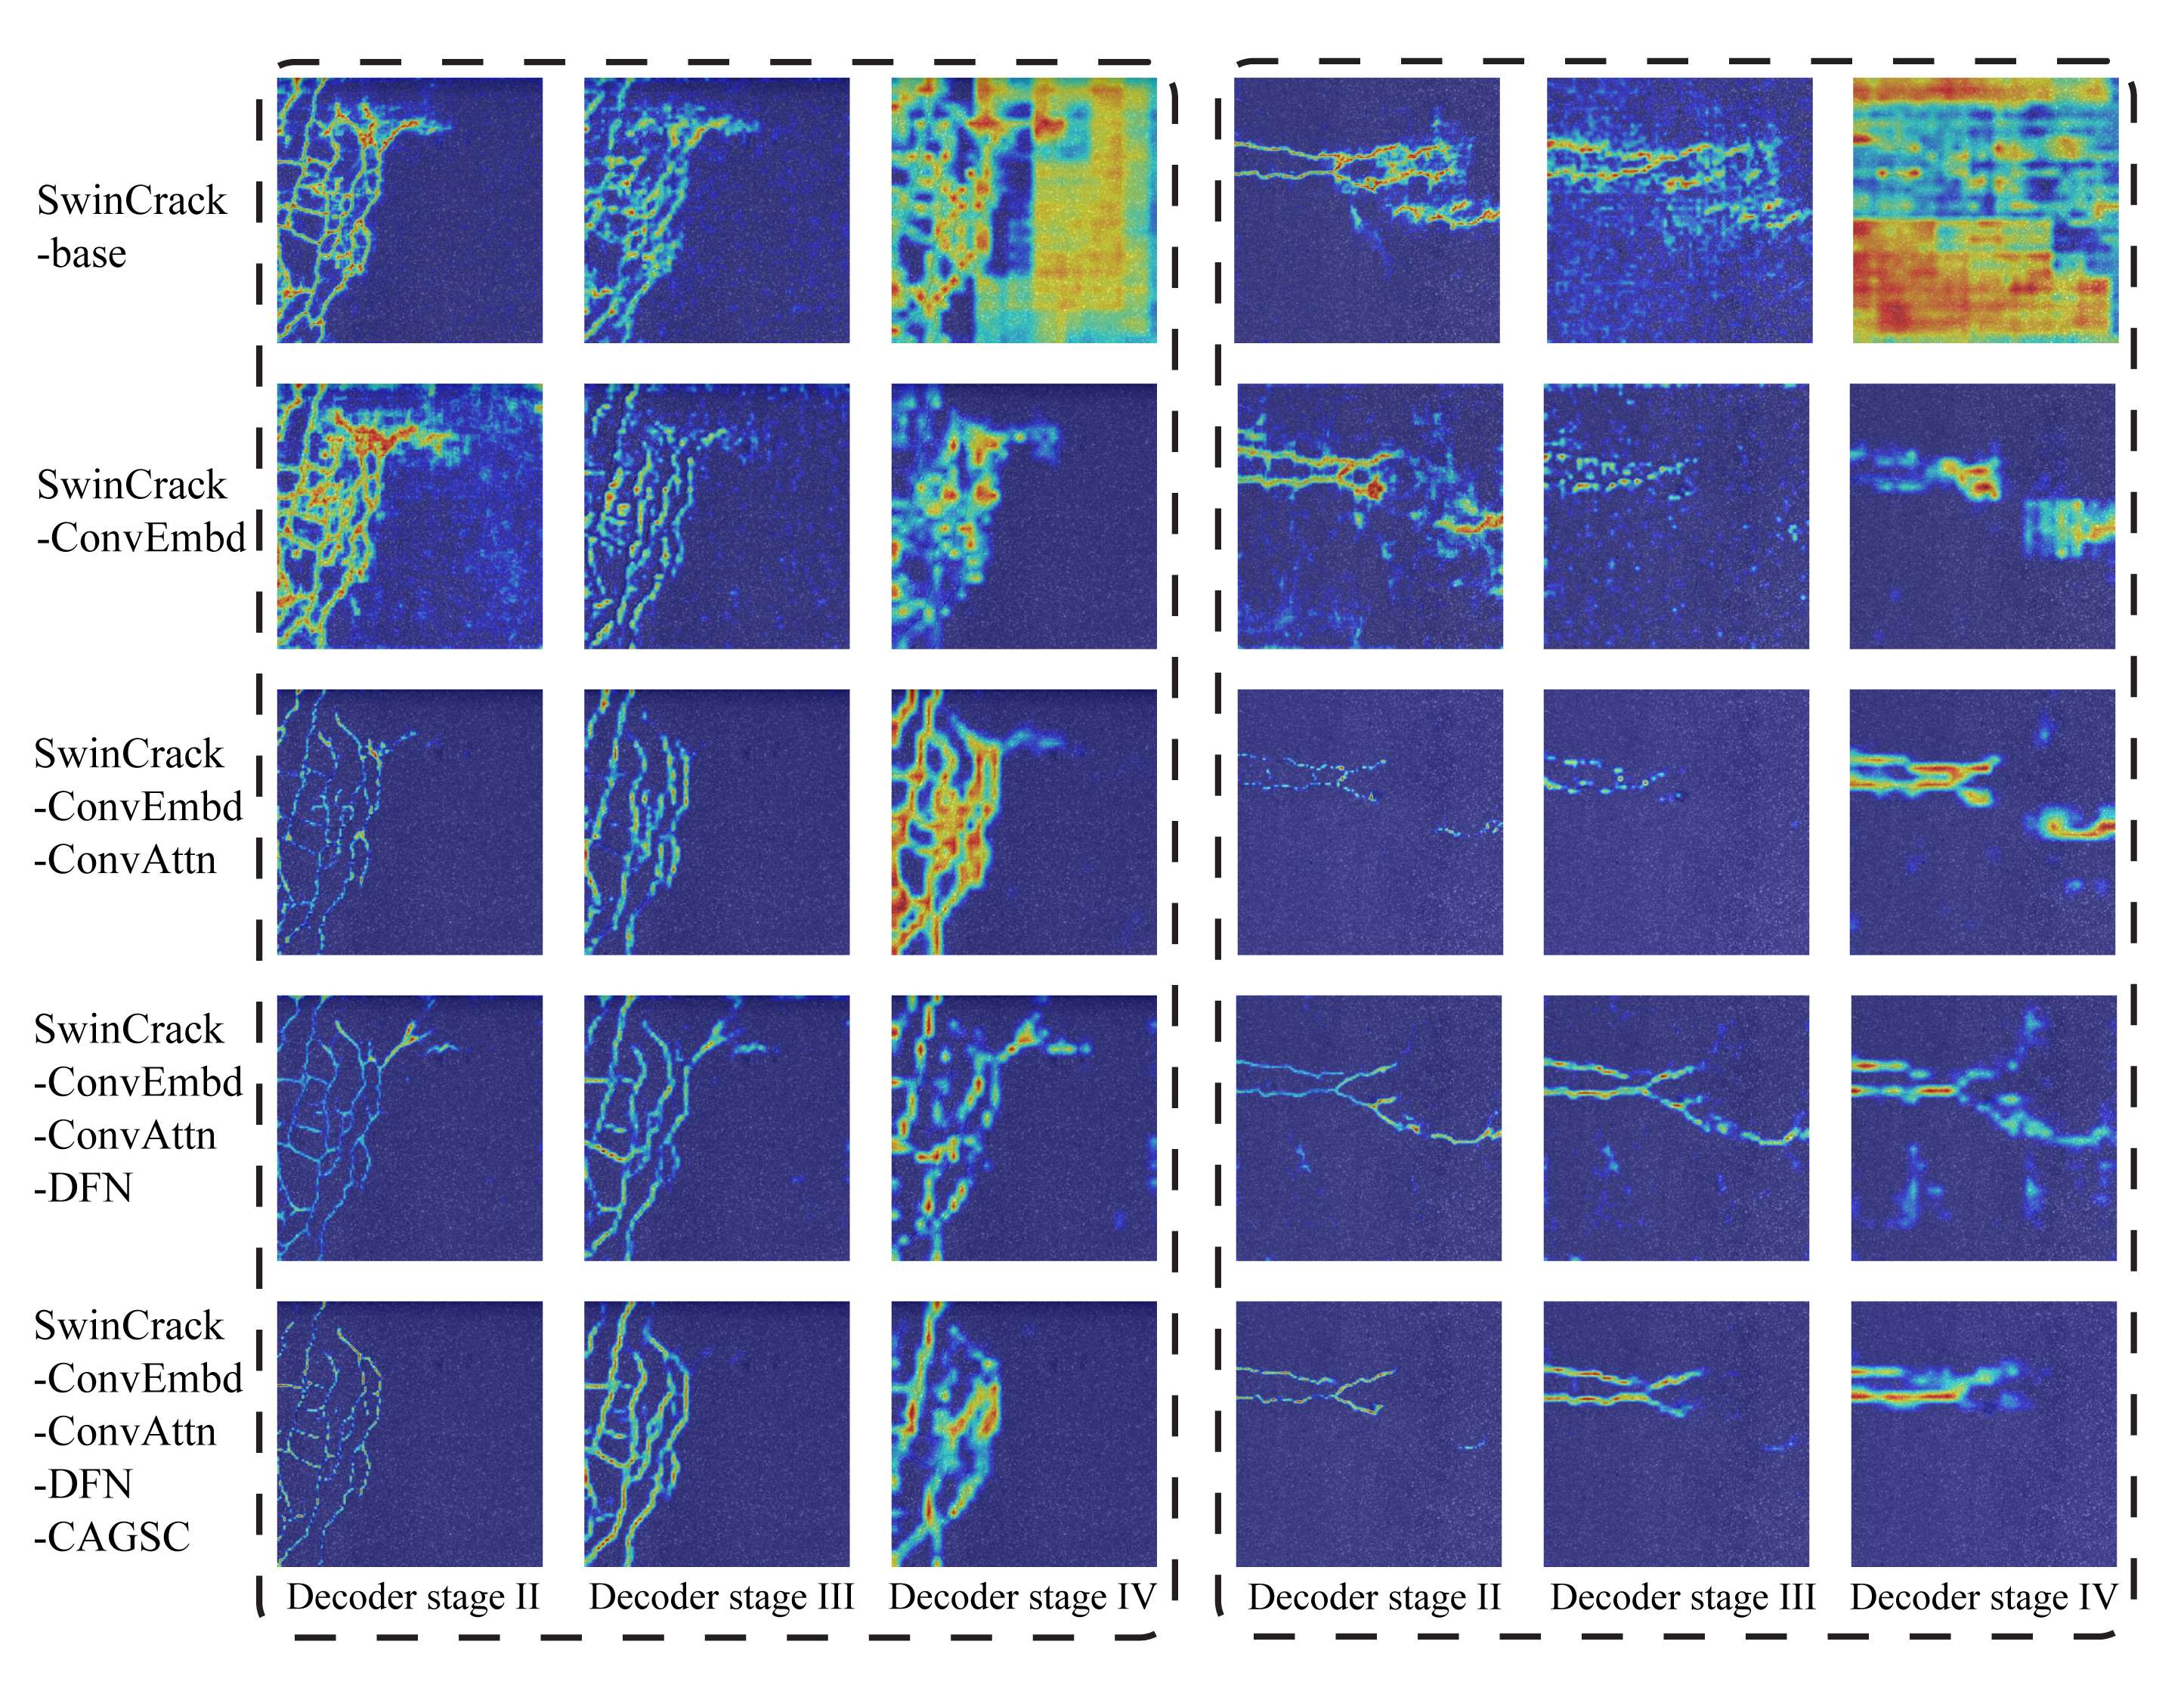 SwinCrack
-base
SwinCrack
-ConvEmbd
SwinCrack
-ConvEmbd
-ConvAttn
SwinCrack
-ConvEmbd
-ConvAttn
-DFN
SwinCrack
-ConvEmbd
-ConvAttn
-DFN
-CAGSC
Decoder stage II
Decoder stage III
Decoder stage IV
Decoder stage II
Decoder stage III
Decoder stage IV